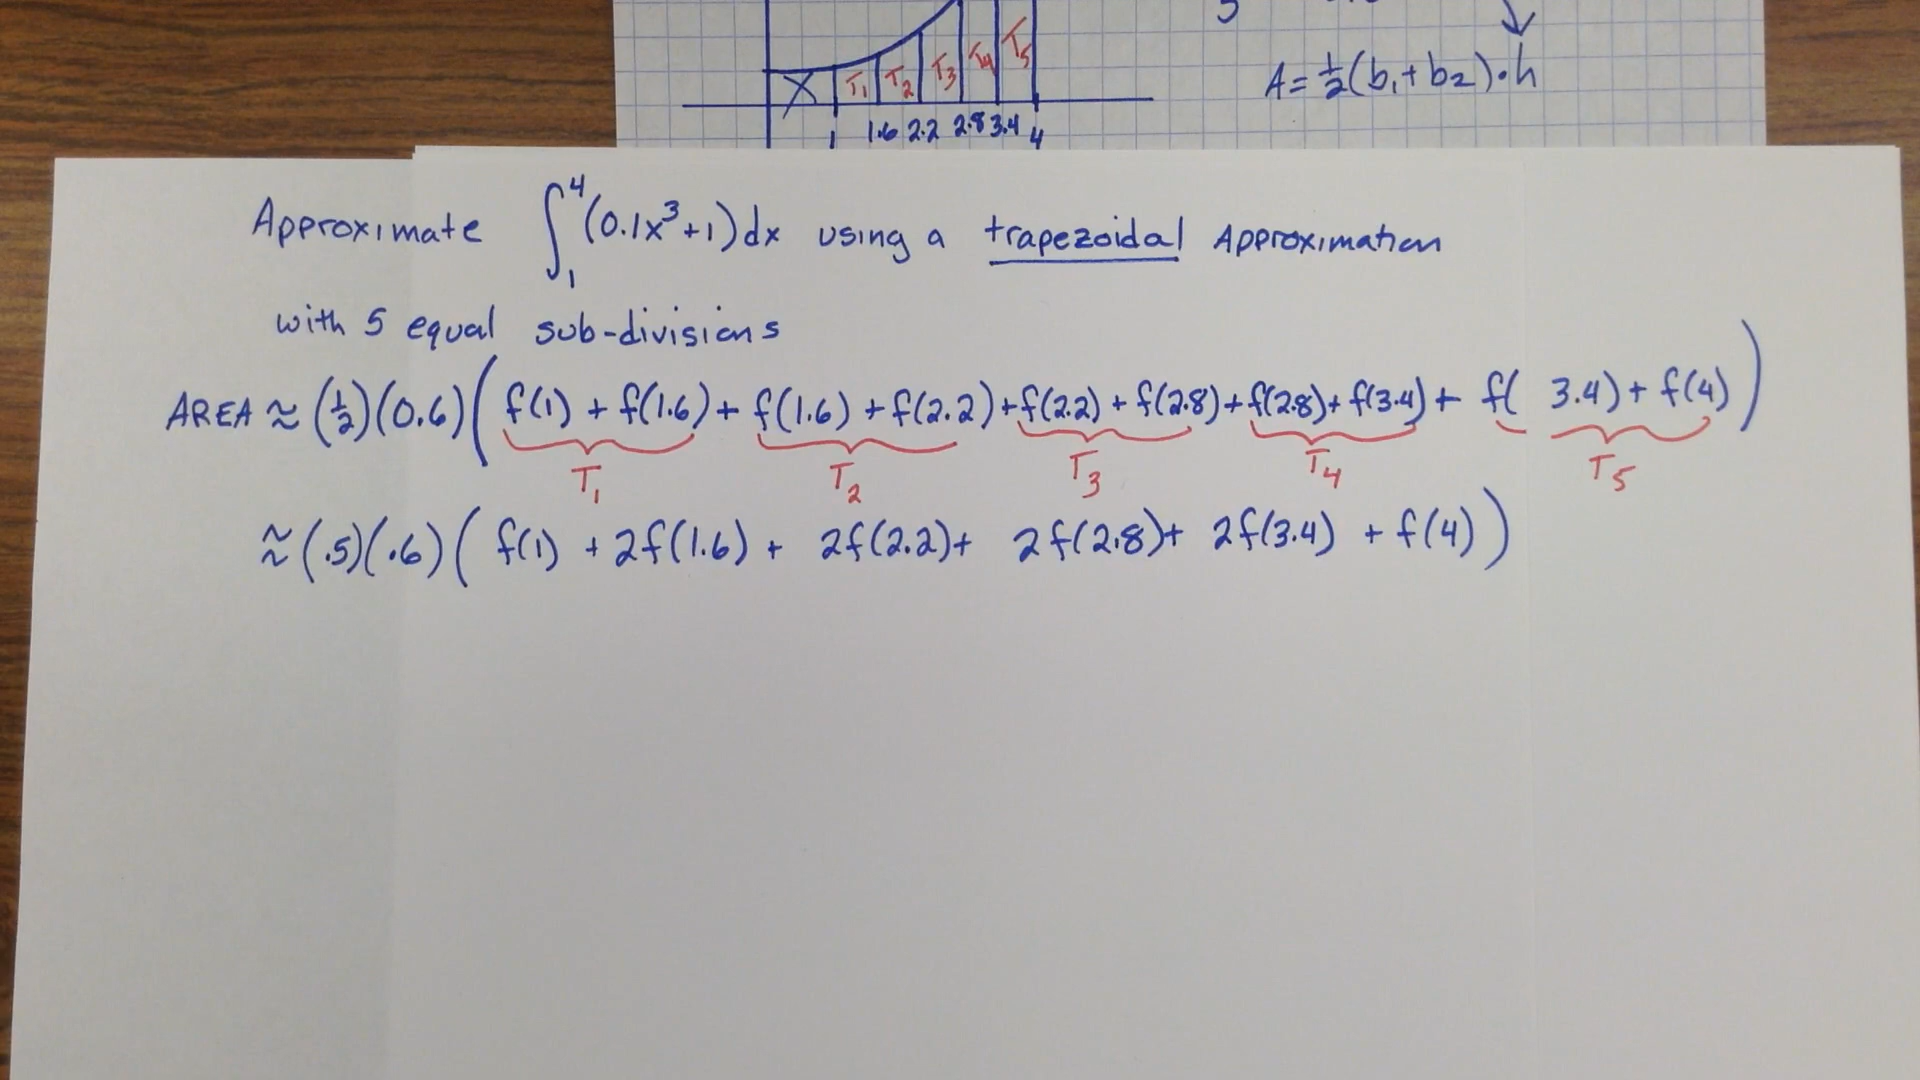 A = ½(b₁ + b₂) · h
X T₁ T₂ T₃ T₄ T₅
1 1.6 2.2 2.8 3.4 4
Approximate ∫₁⁴ (0.1x³ + 1) dx using a trapezoidal Approximation
with 5 equal sub-divisions
AREA ≈ (½)(0.6)( f(1) + f(1.6) + f(1.6) + f(2.2) + f(2.2) + f(2.8) + f(2.8) + f(3.4) + f( 3.4) + f(4) )
T₁ T₂ T₃ T₄ T₅
≈ (.5)(.6)( f(1) + 2f(1.6) + 2f(2.2) + 2f(2.8) + 2f(3.4) + f(4) )